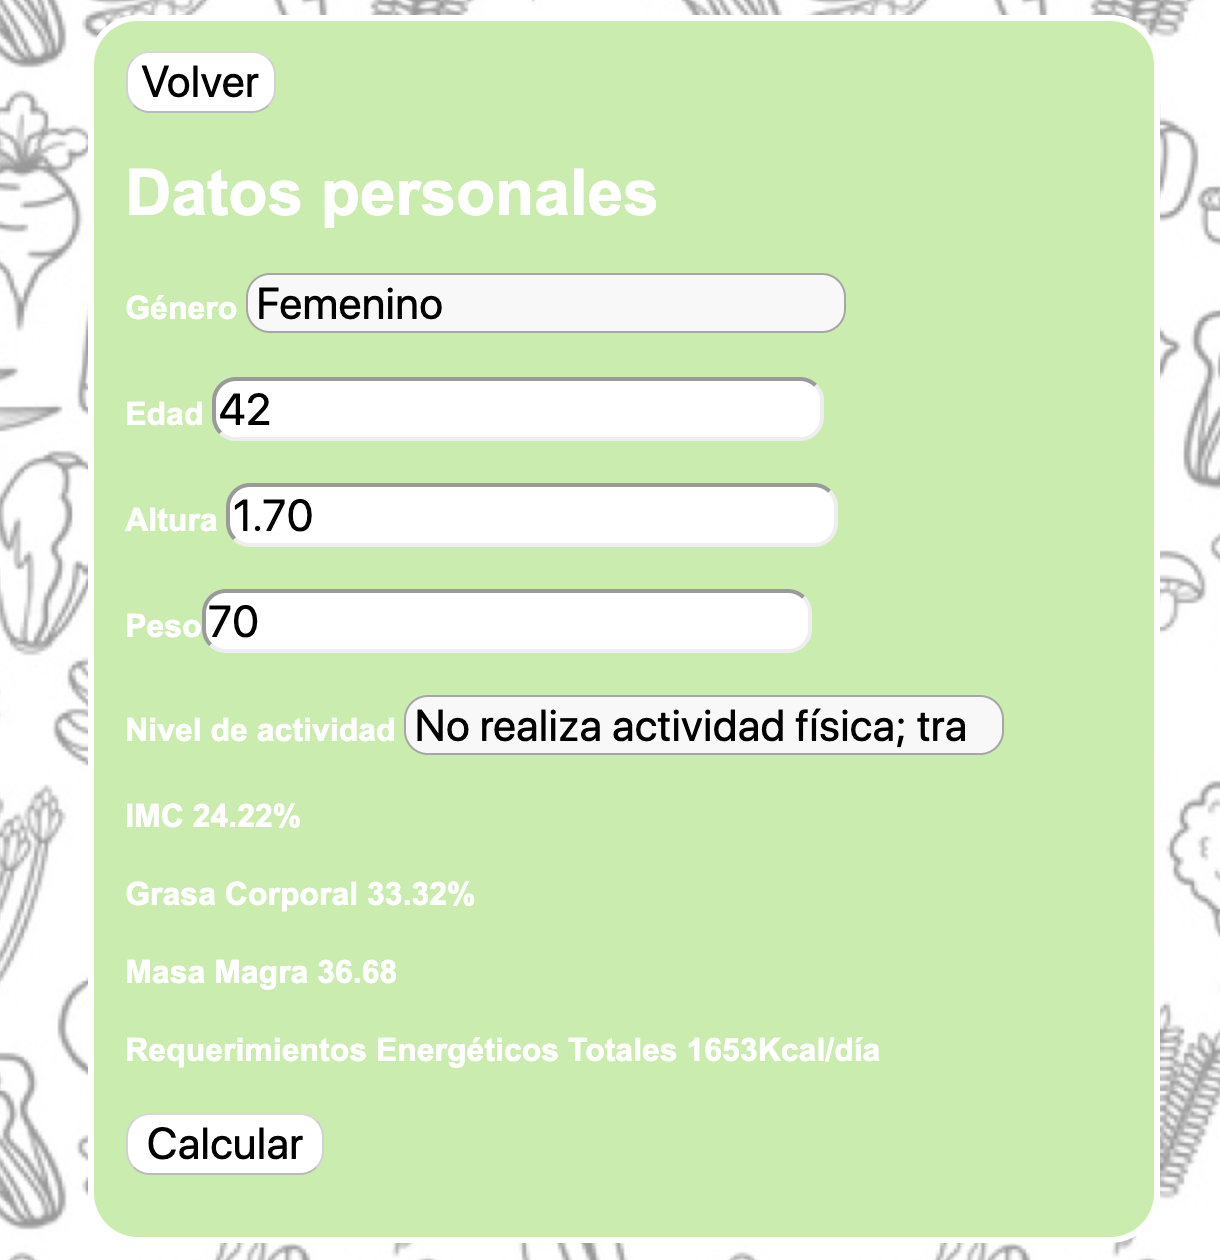 Volver
Datos personales
Género Femenino
Edad 42
Altura 1.70
Peso 70
Nivel de actividad No realiza actividad física; tra
IMC 24.22%
Grasa Corporal 33.32%
Masa Magra 36.68
Requerimientos Energéticos Totales 1653Kcal/día
Calcular